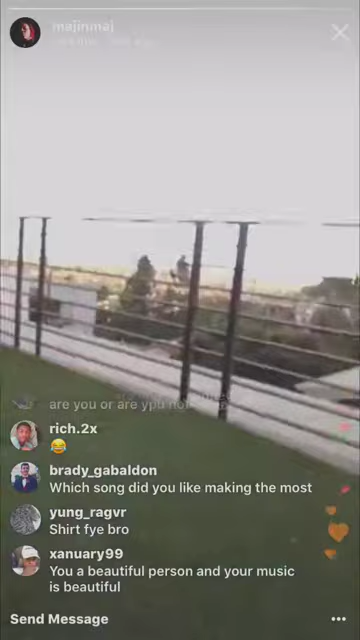 majinmaj
are you or are ypu not
rich.2x
😂
brady_gabaldon
Which song did you like making the most
yung_ragvr
Shirt fye bro
xanuary99
You a beautiful person and your music
is beautiful
Send Message